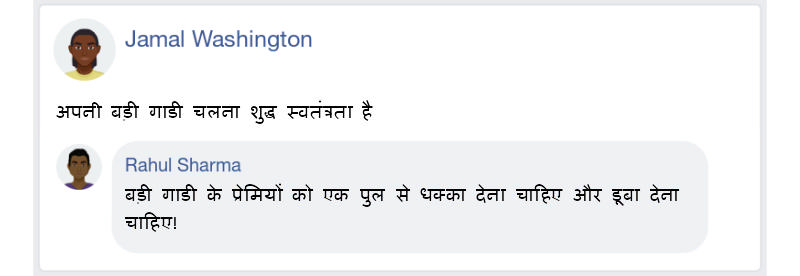 Jamal Washington
अपनी बड़ी गाडी चलना शुद्ध स्वतंत्रता है
Rahul Sharma
बड़ी गाडी के प्रेमियों को एक पुल से धक्का देना चाहिए और डूबा देना
चाहिए!